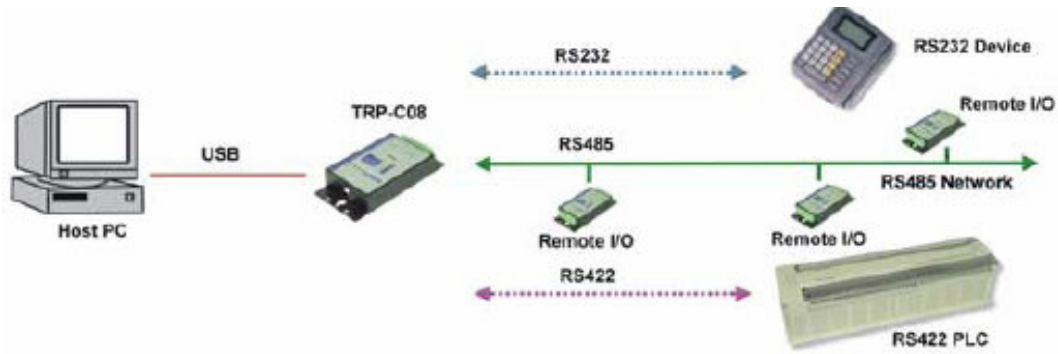 RS232
RS232 Device
TRP-C08
Remote I/O
USB
RS485
RS485 Network
Host PC
Remote I/O
Remote I/O
RS422
RS422 PLC